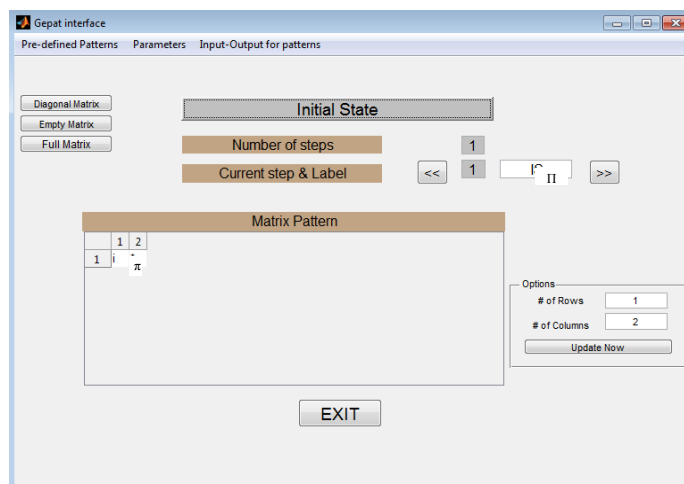 Gepat interface
Pre-defined Patterns Parameters Input-Output for patterns
Diagonal Matrix
Empty Matrix
Full Matrix
Initial State
Number of steps 1
Current step & Label << 1 Π >>
Matrix Pattern
1 2
1 i π
Options
# of Rows 1
# of Columns 2
Update Now
EXIT